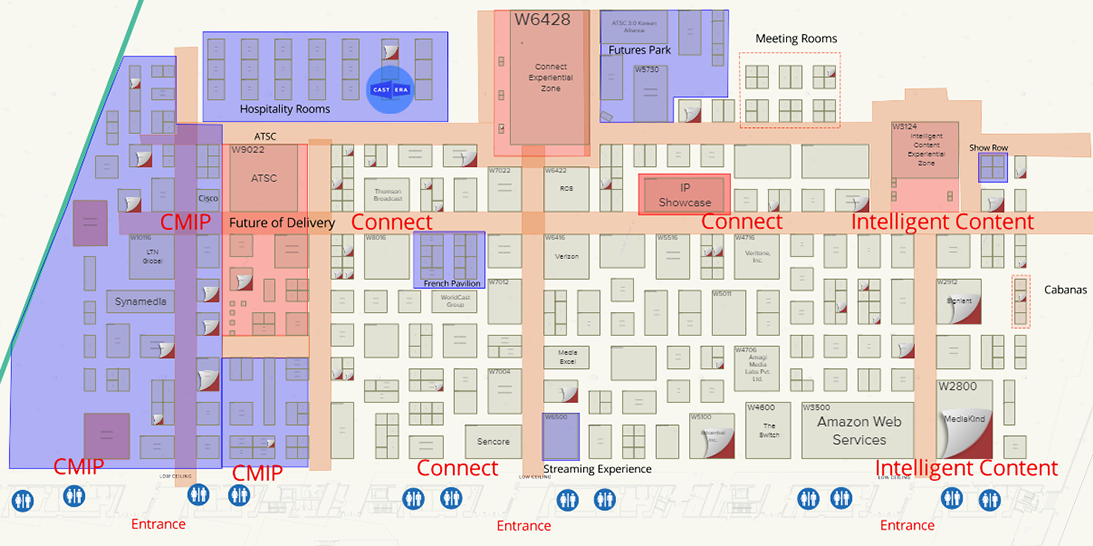 W6428
Connect
Experiential
Zone
ATSC 3.0 Korean
Alliance
Futures Park
W5730
Meeting Rooms
CAST ERA
Hospitality Rooms
ATSC
W9022
ATSC
W3124
Intelligent
Content
Experiential
Zone
Show Row
W7022
W6422
RCB
IP
Showcase
Thomson
Broadcast
Cisco
CMIP
Future of Delivery
Connect
Connect
Intelligent Content
W10116
LTN
Global
W8016
French Pavilion
W6416
Verizon
W5516
W4716
Veritone,
Inc.
W7012
WorldCast
Group
W5011
W2912
Signiant
Cabanas
Synamedia
Media
Excel
W4706
Amagi
Media
Labs Pvt.
Ltd.
W7004
W2800
MediaKind
W6500
W5100
W4600
The
Switch
W3500
Amazon Web
Services
Sencore
Streaming Experience
CMIP
CMIP
Connect
Intelligent Content
LOW CEILING
LOW CEILING
LOW CEILING
Entrance
Entrance
Entrance